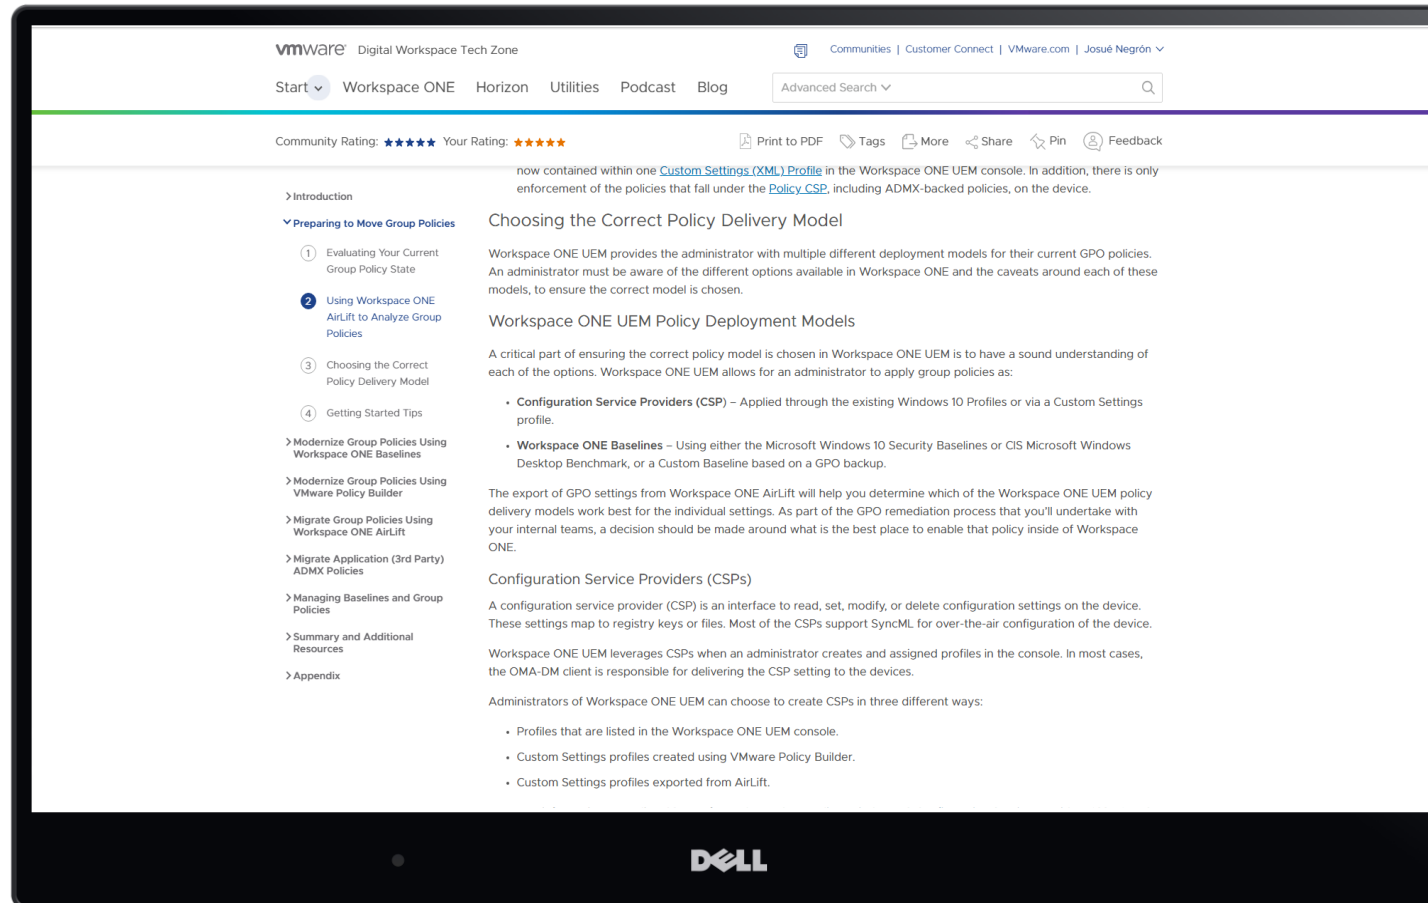 vmware Digital Workspace Tech Zone
Communities | Customer Connect | VMware.com | Josué Negrón
Start Workspace ONE Horizon Utilities Podcast Blog
Advanced Search
Community Rating: Your Rating:
Print to PDF Tags More Share Pin Feedback
Introduction
Preparing to Move Group Policies
1 Evaluating Your Current
Group Policy State
2 Using Workspace ONE
AirLift to Analyze Group
Policies
3 Choosing the Correct
Policy Delivery Model
4 Getting Started Tips
Modernize Group Policies Using
Workspace ONE Baselines
Modernize Group Policies Using
VMware Policy Builder
Migrate Group Policies Using
Workspace ONE AirLift
Migrate Application (3rd Party)
ADMX Policies
Managing Baselines and Group
Policies
Summary and Additional
Resources
Appendix
now contained within one Custom Settings (XML) Profile in the Workspace ONE UEM console. In addition, there is only
enforcement of the policies that fall under the Policy CSP, including ADMX-backed policies, on the device.
Choosing the Correct Policy Delivery Model
Workspace ONE UEM provides the administrator with multiple different deployment models for their current GPO policies.
An administrator must be aware of the different options available in Workspace ONE and the caveats around each of these
models, to ensure the correct model is chosen.
Workspace ONE UEM Policy Deployment Models
A critical part of ensuring the correct policy model is chosen in Workspace ONE UEM is to have a sound understanding of
each of the options. Workspace ONE UEM allows for an administrator to apply group policies as:
• Configuration Service Providers (CSP) – Applied through the existing Windows 10 Profiles or via a Custom Settings
profile.
• Workspace ONE Baselines – Using either the Microsoft Windows 10 Security Baselines or CIS Microsoft Windows
Desktop Benchmark, or a Custom Baseline based on a GPO backup.
The export of GPO settings from Workspace ONE AirLift will help you determine which of the Workspace ONE UEM policy
delivery models work best for the individual settings. As part of the GPO remediation process that you'll undertake with
your internal teams, a decision should be made around what is the best place to enable that policy inside of Workspace
ONE.
Configuration Service Providers (CSPs)
A configuration service provider (CSP) is an interface to read, set, modify, or delete configuration settings on the device.
These settings map to registry keys or files. Most of the CSPs support SyncML for over-the-air configuration of the device.
Workspace ONE UEM leverages CSPs when an administrator creates and assigned profiles in the console. In most cases,
the OMA-DM client is responsible for delivering the CSP setting to the devices.
Administrators of Workspace ONE UEM can choose to create CSPs in three different ways:
• Profiles that are listed in the Workspace ONE UEM console.
• Custom Settings profiles created using VMware Policy Builder.
• Custom Settings profiles exported from AirLift.
DELL